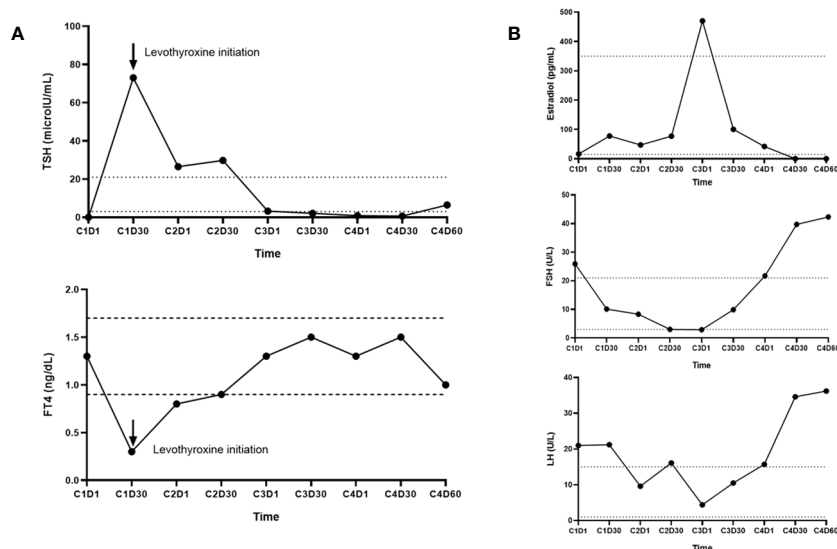 A
Levothyroxine initiation
TSH (microIU/mL)
100
80
60
40
20
0
C1D1 C1D30 C2D1 C2D30 C3D1 C3D30 C4D1 C4D30 C4D60
Time
FT4 (ng/dL)
2.0
1.5
1.0
0.5
0.0
Levothyroxine initiation
C1D1 C1D30 C2D1 C2D30 C3D1 C3D30 C4D1 C4D30 C4D60
Time
B
Estradiol (pg/mL)
500
400
300
200
100
0
C1D1 C1D30 C2D1 C2D30 C3D1 C3D30 C4D1 C4D30 C4D60
Time
FSH (U/L)
50
40
30
20
10
0
C1D1 C1D30 C2D1 C2D30 C3D1 C3D30 C4D1 C4D30 C4D60
Time
LH (U/L)
40
30
20
10
0
C1D1 C1D30 C2D1 C2D30 C3D1 C3D30 C4D1 C4D30 C4D60
Time